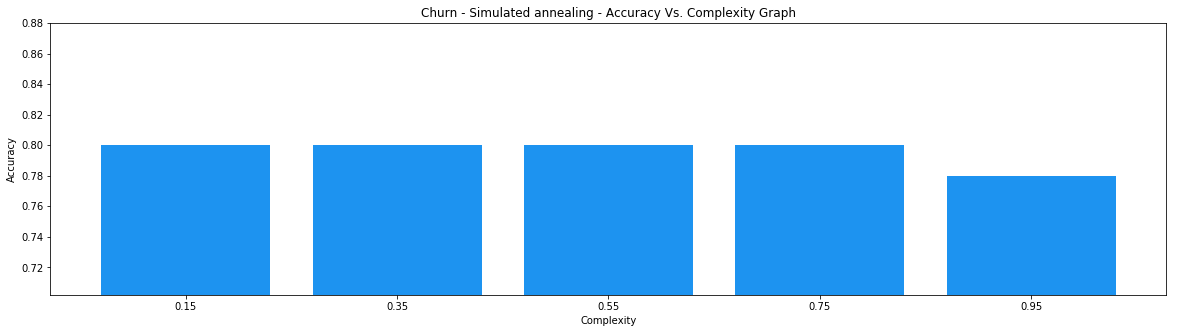 Churn - Simulated annealing - Accuracy Vs. Complexity Graph
0.88
0.86
0.84
0.82
0.80
0.78
0.76
0.74
0.72
Accuracy
0.15 0.35 0.55 0.75 0.95
Complexity